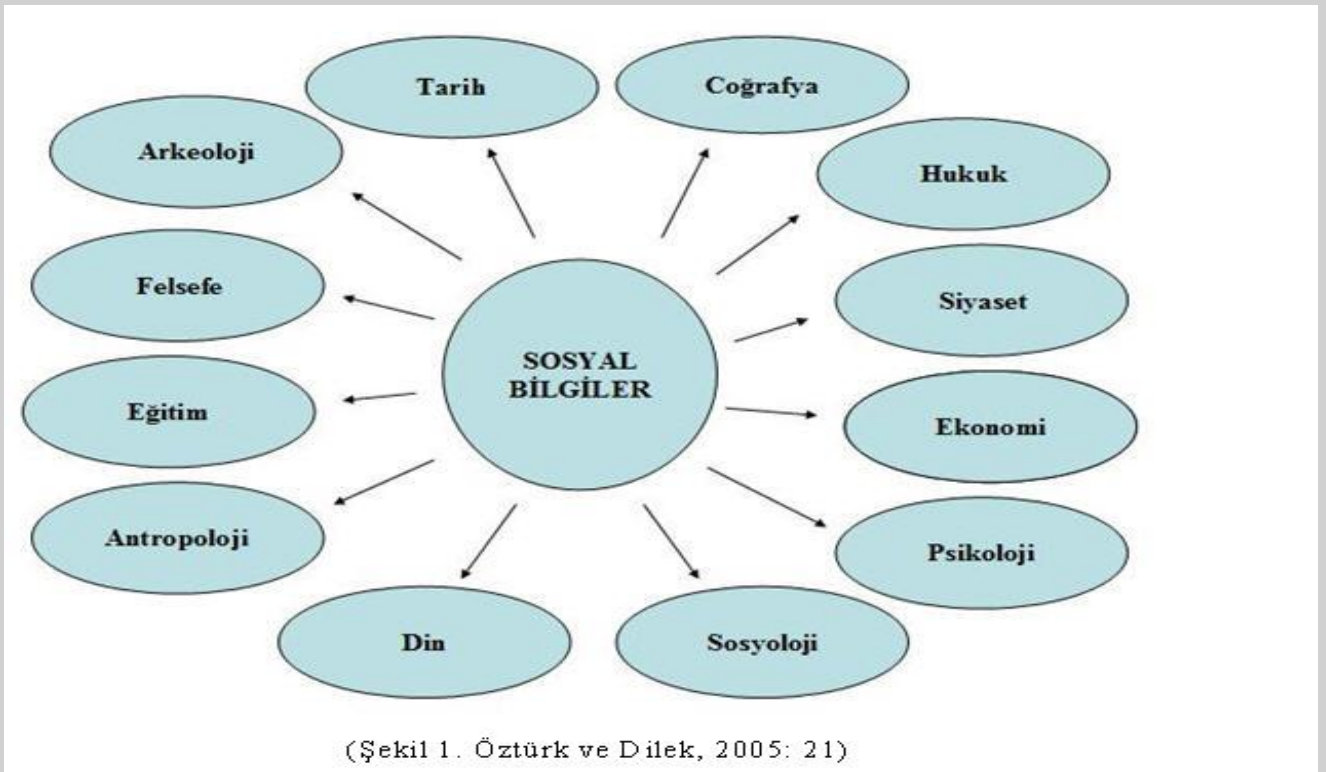 Tarih
Coğrafya
Arkeoloji
Hukuk
Felsefe
Siyaset
SOSYAL
BİLGİLER
Eğitim
Ekonomi
Antropoloji
Psikoloji
Din
Sosyoloji
(Şekil 1. Öztürk ve Dilek, 2005: 21)